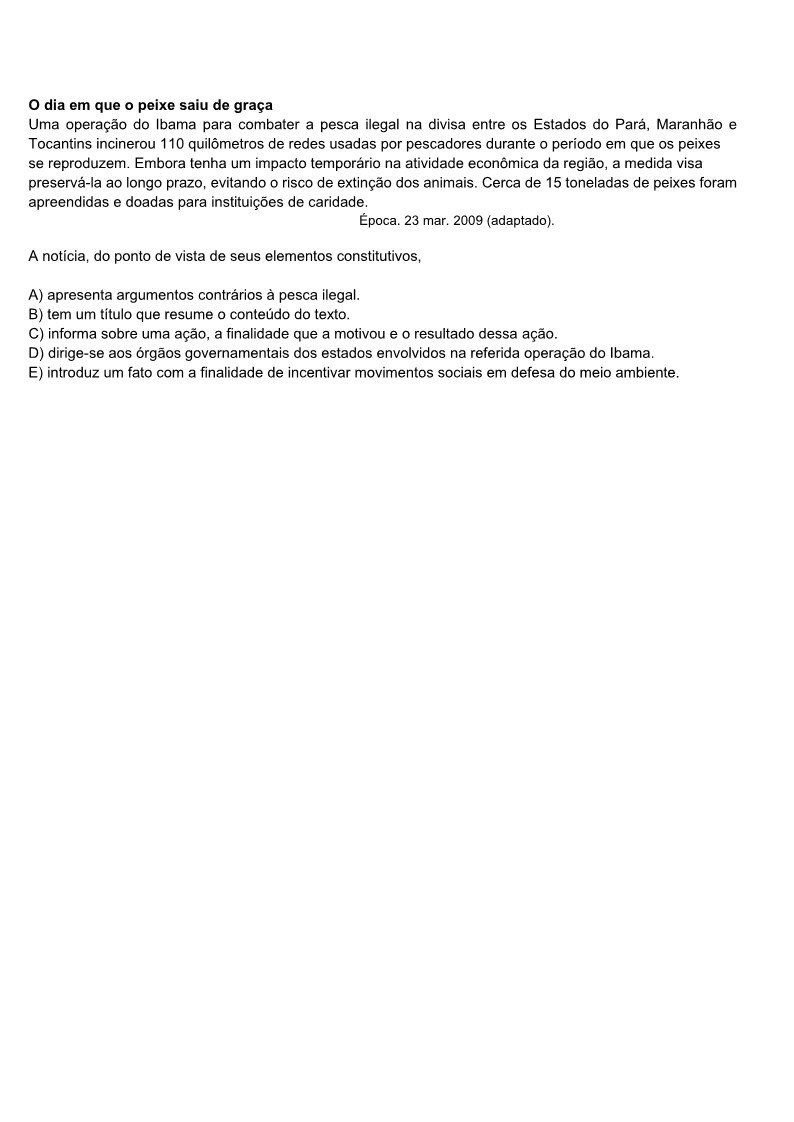 O dia em que o peixe saiu de graça
Uma operação do Ibama para combater a pesca ilegal na divisa entre os Estados do Pará, Maranhão e
Tocantins incinerou 110 quilômetros de redes usadas por pescadores durante o período em que os peixes
se reproduzem. Embora tenha um impacto temporário na atividade econômica da região, a medida visa
preservá-la ao longo prazo, evitando o risco de extinção dos animais. Cerca de 15 toneladas de peixes foram
apreendidas e doadas para instituições de caridade.
Época. 23 mar. 2009 (adaptado).
A notícia, do ponto de vista de seus elementos constitutivos,
A) apresenta argumentos contrários à pesca ilegal.
B) tem um título que resume o conteúdo do texto.
C) informa sobre uma ação, a finalidade que a motivou e o resultado dessa ação.
D) dirige-se aos órgãos governamentais dos estados envolvidos na referida operação do Ibama.
E) introduz um fato com a finalidade de incentivar movimentos sociais em defesa do meio ambiente.